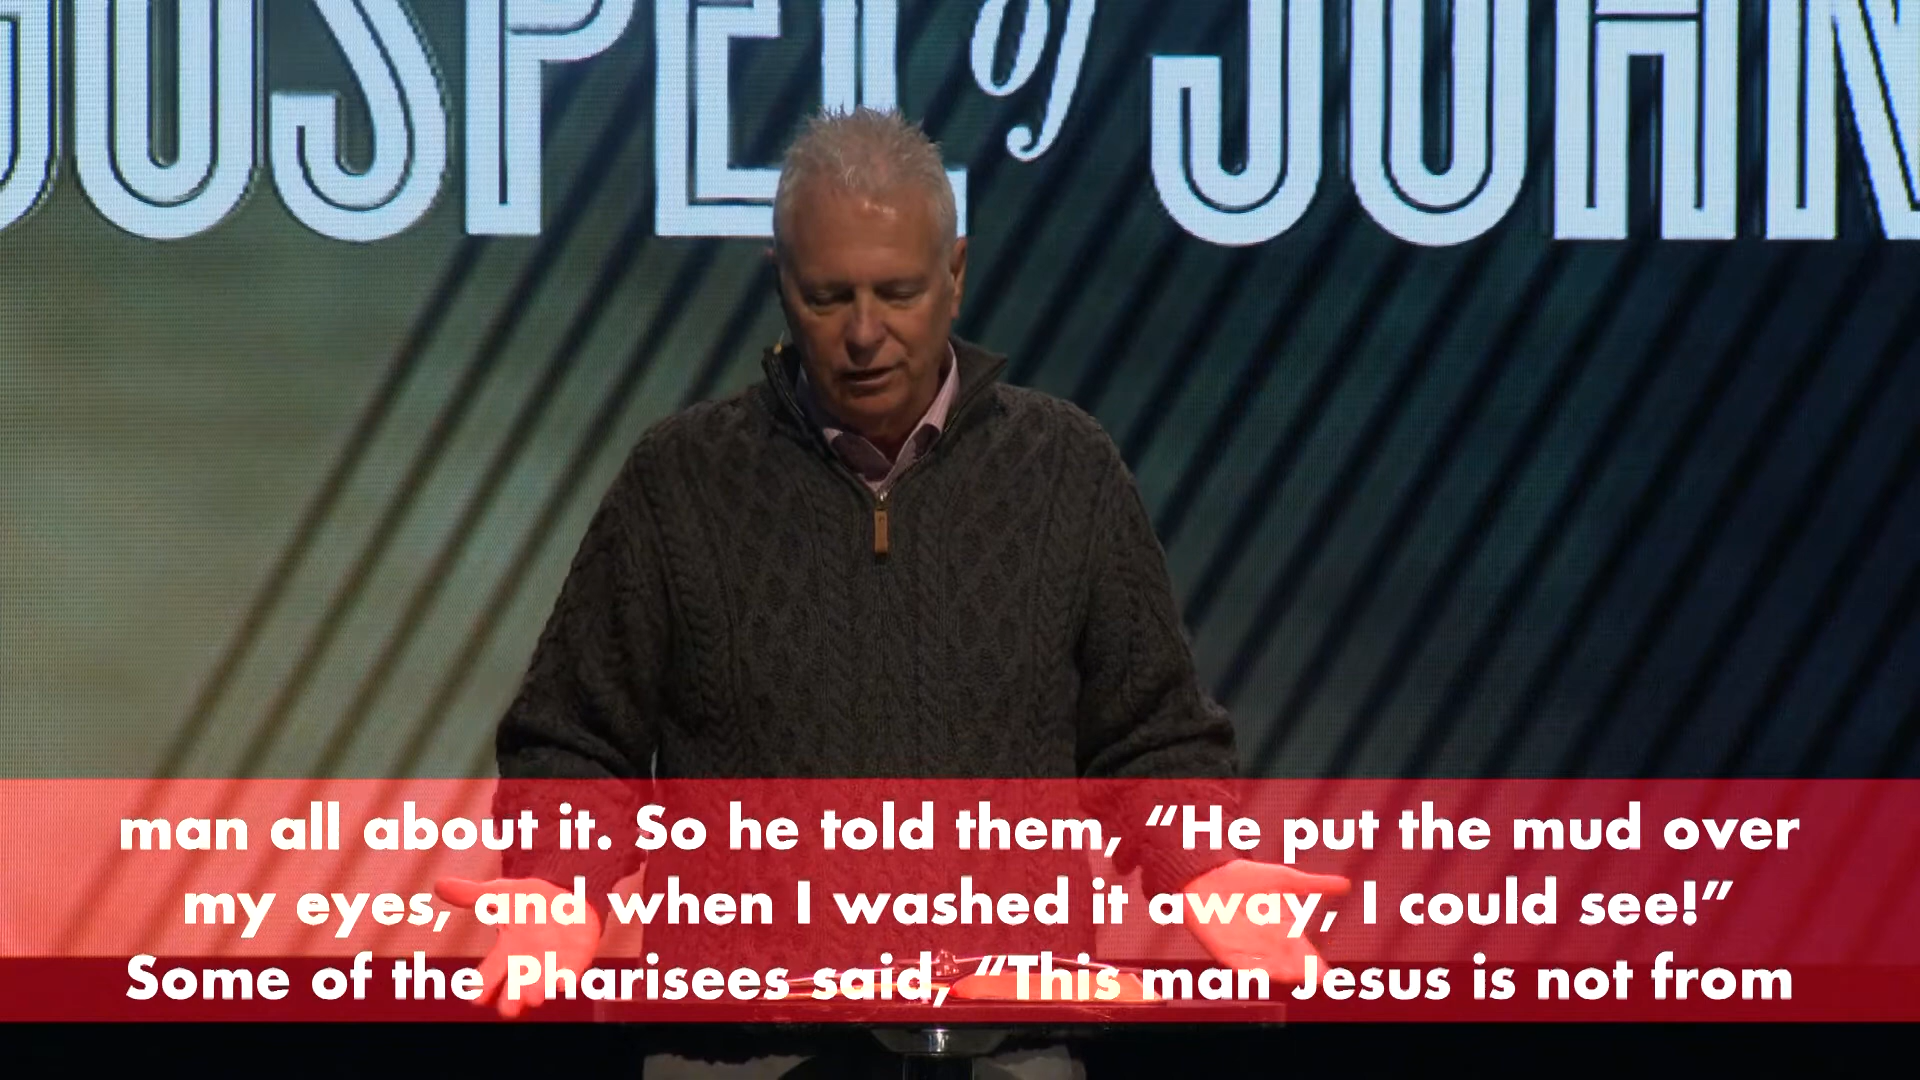 GOSPEL of JOHN
man all about it. So he told them, “He put the mud over
my eyes, and when I washed it away, I could see!”
Some of the Pharisees said, “This man Jesus is not from